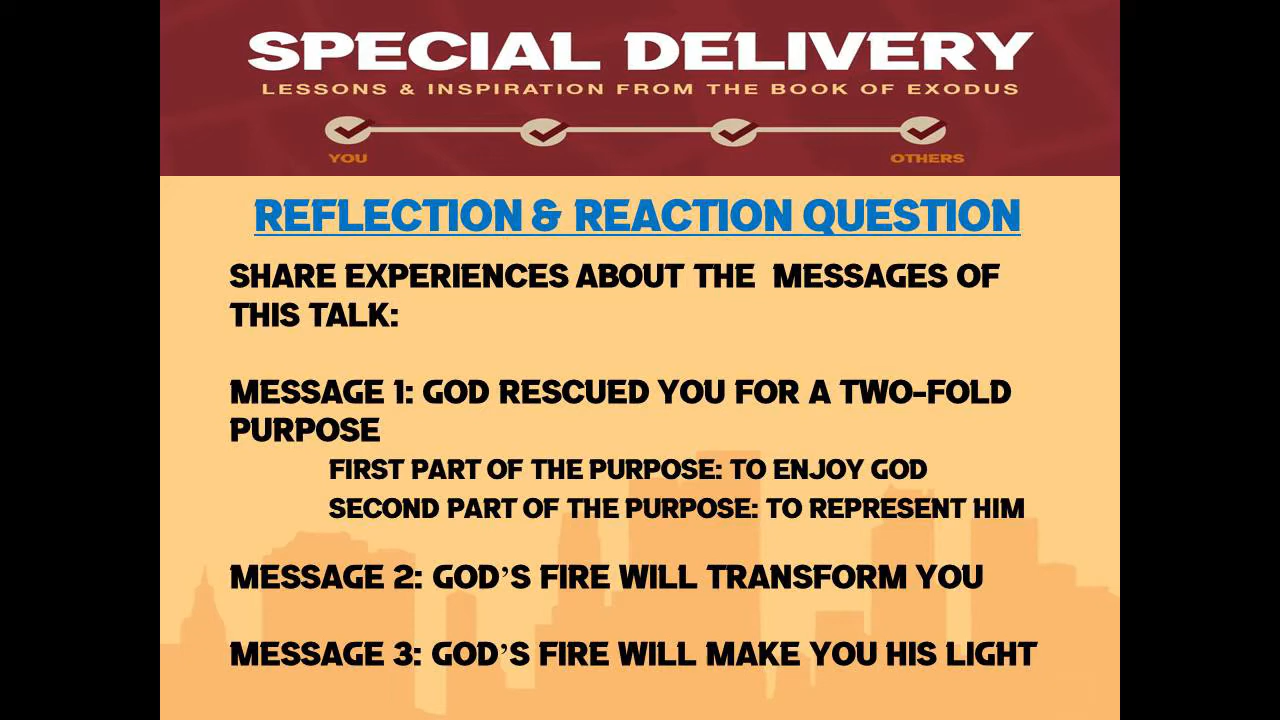 SPECIAL DELIVERY
LESSONS & INSPIRATION FROM THE BOOK OF EXODUS
YOU OTHERS
REFLECTION & REACTION QUESTION
SHARE EXPERIENCES ABOUT THE MESSAGES OF
THIS TALK:
MESSAGE 1: GOD RESCUED YOU FOR A TWO-FOLD
PURPOSE
FIRST PART OF THE PURPOSE: TO ENJOY GOD
SECOND PART OF THE PURPOSE: TO REPRESENT HIM
MESSAGE 2: GOD'S FIRE WILL TRANSFORM YOU
MESSAGE 3: GOD'S FIRE WILL MAKE YOU HIS LIGHT